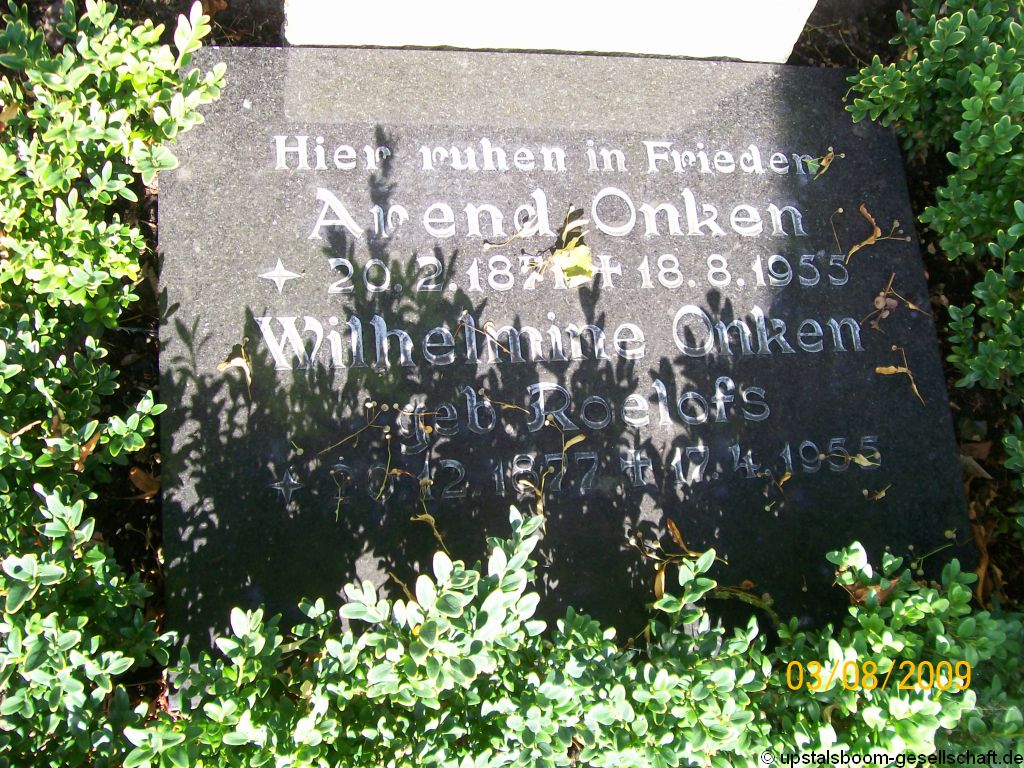 Hier ruhen in Frieden
Arend Onken
20.2.1871 ✝ 18.8.1955
Wilhelmine Onken
geb. Roelofs
20.12.1877 ✝ 17.4.1955
03/08/2009
© upstalsboom-gesellschaft.de